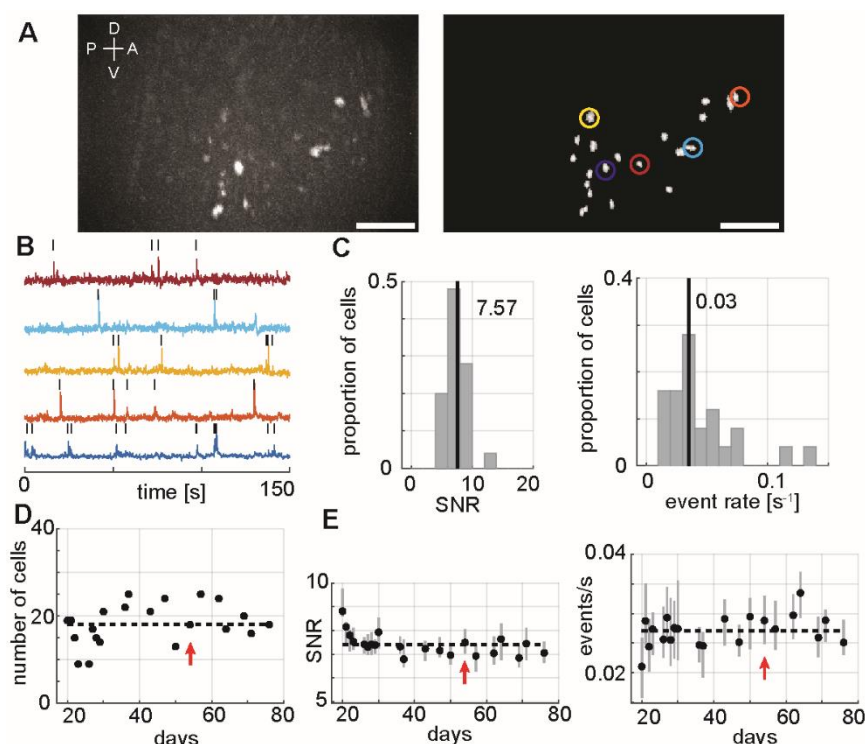 A
D
P A
V
B
time [s]
150
C
0.5
7.57
proportion of cells
0
0 10 20
SNR
0.4
0.03
proportion of cells
0
0 0.1
event rate [s⁻¹]
D
40
number of cells
20
0
20 40 60 80
days
E
10
SNR
5
20 40 60 80
days
0.04
events/s
0.02
20 40 60 80
days